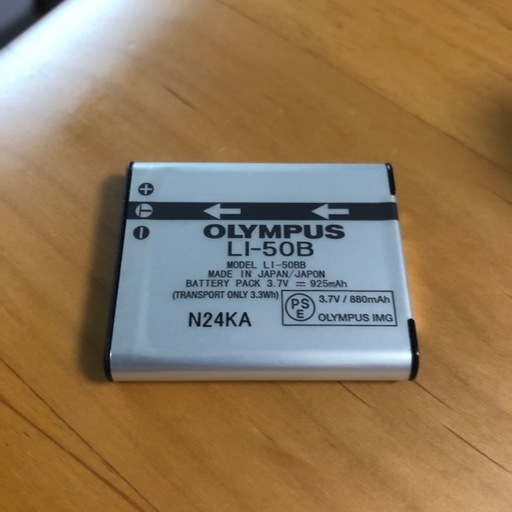 OLYMPUS
LI-50B
MODEL LI-50BB
MADE IN JAPAN/JAPON
BATTERY PACK 3.7V ⎓ 925mAh
(TRANSPORT ONLY 3.3Wh)
PS
E
3.7V / 880mAh
OLYMPUS IMG
N24KA